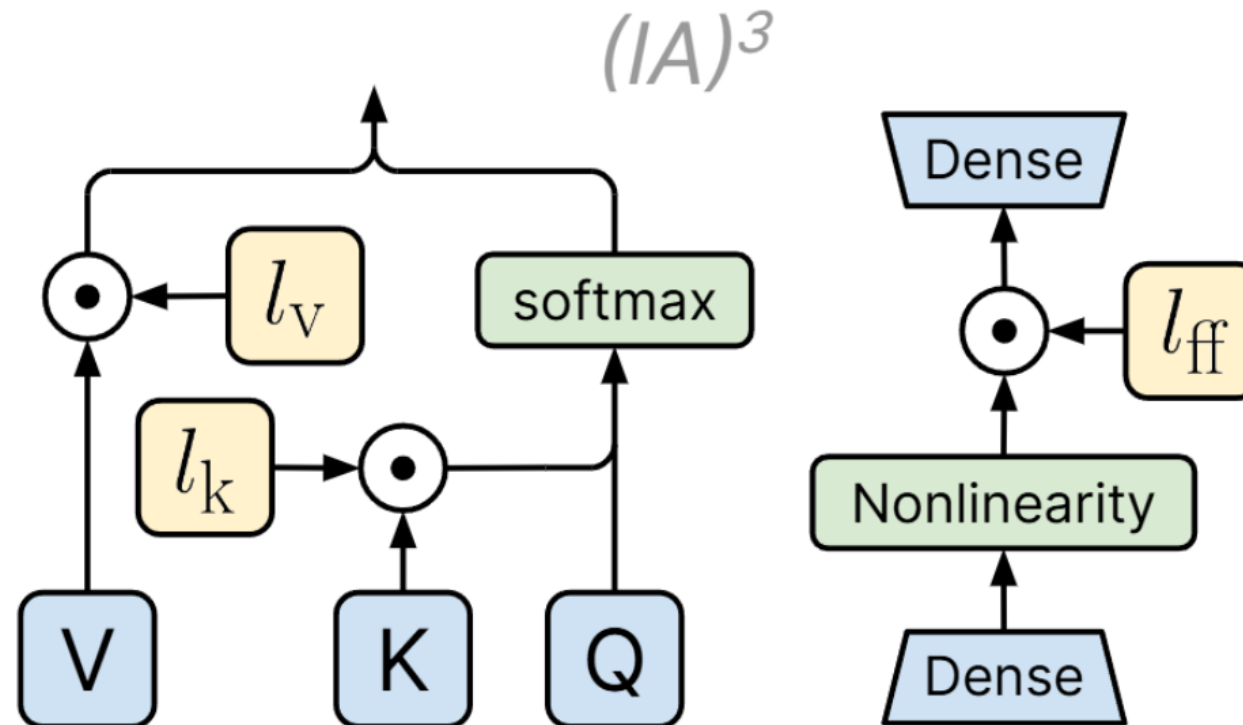 (IA)³
Dense
l_v
softmax
l_ff
l_k
Nonlinearity
V K Q
Dense